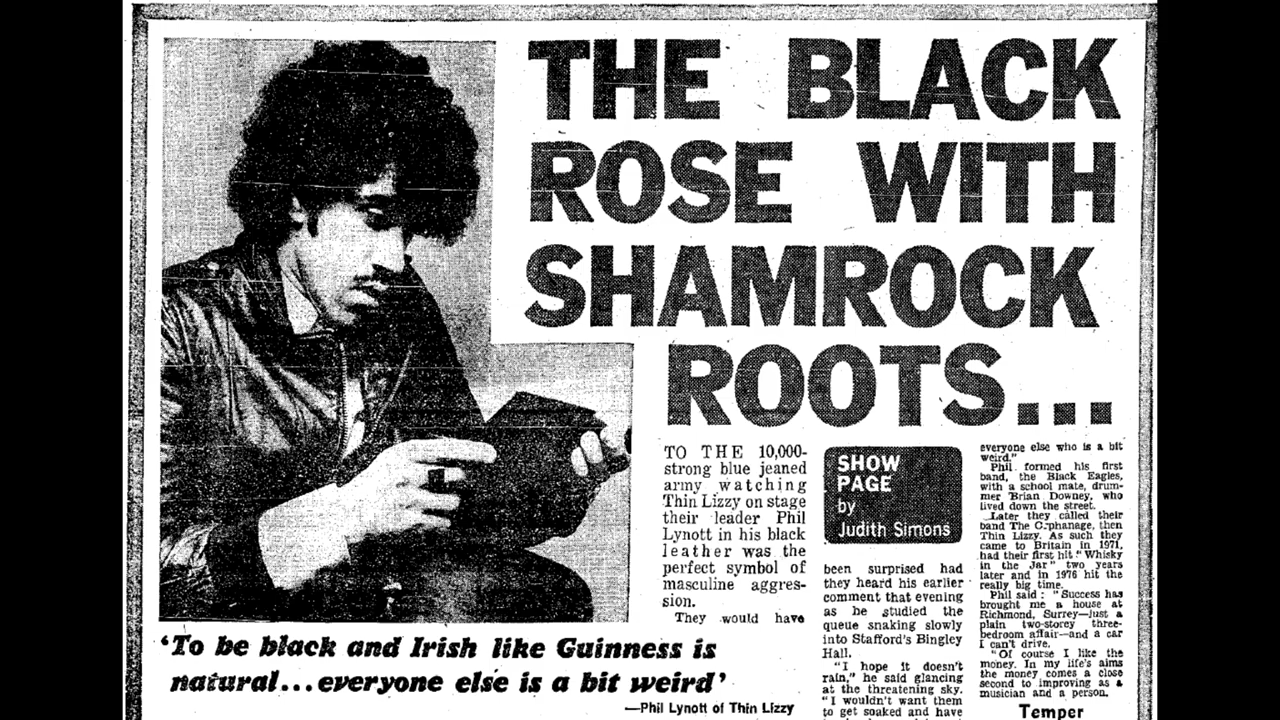 THE BLACK
ROSE WITH
SHAMROCK
ROOTS...
'To be black and Irish like Guinness is
natural...everyone else is a bit weird'
—Phil Lynott of Thin Lizzy
TO THE 10,000-
strong blue jeaned
army watching
Thin Lizzy on stage
their leader Phil
Lynott in his black
leather was the
perfect symbol of
masculine aggres-
sion.
They would have
SHOW
PAGE
by
Judith Simons
been surprised had
they heard his earlier
comment that evening
as he studied the
queue snaking slowly
into Stafford's Bingley
Hall.
"I hope it doesn't
rain," he said glancing
at the threatening sky.
"I wouldn't want them
to get soaked and have
everyone else who is a bit
weird."
Phil formed his first
band, the Black Eagles,
with a school mate, drum-
mer Brian Downey, who
lived down the street.
Later they called their
band The Orphanage, then
Thin Lizzy. As such they
came to Britain in 1971,
had their first hit "Whisky
in the Jar" two years
later and in 1976 hit the
really big time.
Phil said: "Success has
brought me a house at
Richmond, Surrey—just a
plain two-storey three-
bedroom affair—and a car
I can't drive.
"Of course I like the
money. In my life's aims
the money comes a close
second to improving as a
musician and a person.
Temper